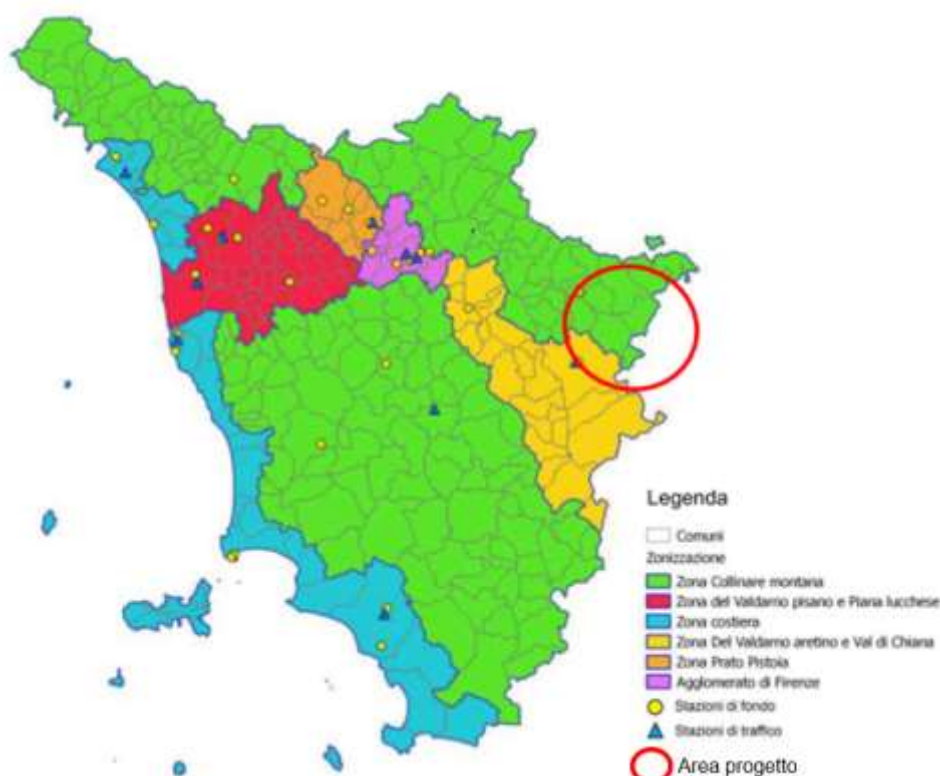 Legenda
Comuni
Zonizzazione
Zona Collinare montana
Zona del Valdarno pisano e Piana lucchese
Zona costiera
Zona Del Valdarno aretino e Val di Chiana
Zona Prato Pistoia
Agglomerato di Firenze
Stazioni di fondo
Stazioni di traffico
Area progetto